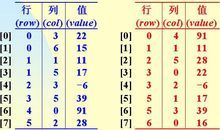 行 列 值 行 列 值
(row) (col) (value) (row) (col) (value)
[0] 0 3 22 [0] 0 4 91
[1] 0 6 15 [1] 1 1 11
[2] 1 1 11 [2] 2 5 28
[3] 1 5 17 [3] 3 0 22
[4] 2 3 -6 [4] 3 2 -6
[5] 3 5 39 [5] 5 1 17
[6] 4 0 91 [6] 5 3 39
[7] 5 2 28 [7] 6 0 16